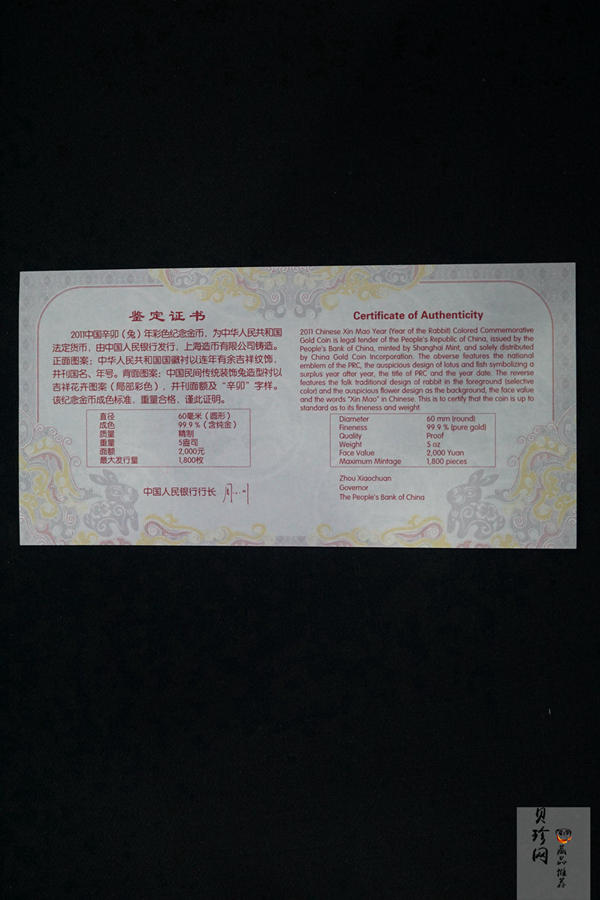 鉴定证书
2011中国辛卯（兔）年彩色纪念金币，为中华人民共和国
法定货币，由中国人民银行发行，上海造币有限公司铸造。
正面图案：中华人民共和国国徽衬以连年有余吉祥纹饰，
并刊国名、年号。背面图案：中国民间传统装饰兔造型衬以
吉祥花卉图案（局部彩色），并刊面额及“辛卯”字样。
该纪念金币成色标准，重量合格，谨此证明。
直径 60毫米（圆形）
成色 99.9％（含纯金）
质量 精制
重量 5盎司
面额 2,000元
最大发行量 1,800枚
中国人民银行行长
Certificate of Authenticity
2011 Chinese Xin Mao Year (Year of the Rabbit) Colored Commemorative
Gold Coin is legal tender of the People's Republic of China, issued by the
People's Bank of China, minted by Shanghai Mint, and solely distributed
by China Gold Coin Incorporation. The obverse features the national
emblem of the PRC, the auspicious design of lotus and fish symbolizing a
surplus year after year, the title of PRC and the year date. The reverse
features the folk traditional design of rabbit in the foreground (selective
color) and the auspicious flower design as the background, the face value
and the words "Xin Mao" in Chinese. This is to certify that the coin is up to
standard as to its fineness and weight
Diameter 60 mm (round)
Fineness 99.9 % (pure gold)
Quality Proof
Weight 5 oz
Face Value 2,000 Yuan
Maximum Mintage 1,800 pieces
Zhou Xiaochuan
Governor
The People's Bank of China
贝珍网
藏品推荐